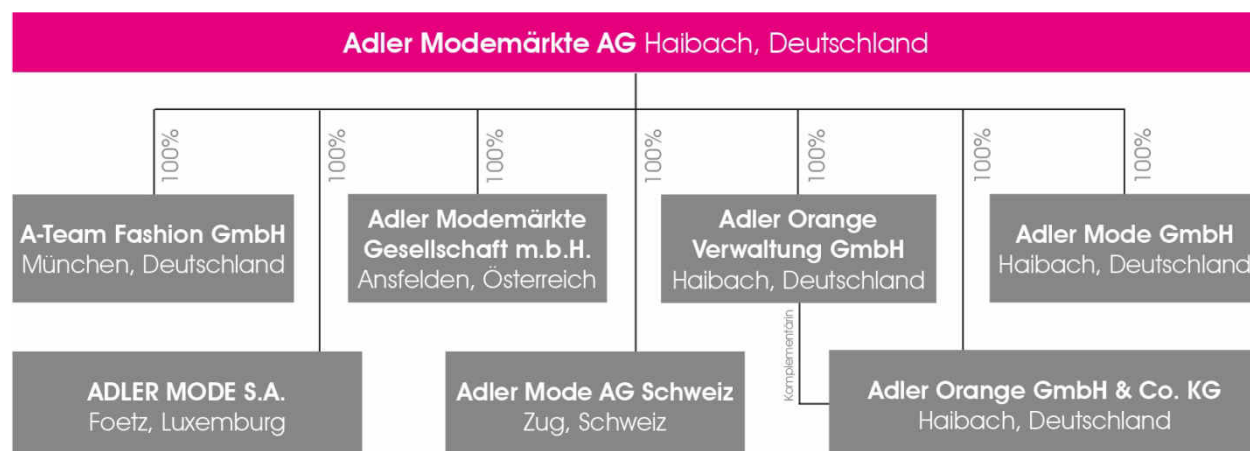 Adler Modemärkte AG Haibach, Deutschland
100%
100%
100%
100%
100%
100%
100%
A-Team Fashion GmbH
München, Deutschland
Adler Modemärkte
Gesellschaft m.b.H.
Ansfelden, Österreich
Adler Orange
Verwaltung GmbH
Haibach, Deutschland
Adler Mode GmbH
Haibach, Deutschland
Komplementärin
ADLER MODE S.A.
Foetz, Luxemburg
Adler Mode AG Schweiz
Zug, Schweiz
Adler Orange GmbH & Co. KG
Haibach, Deutschland